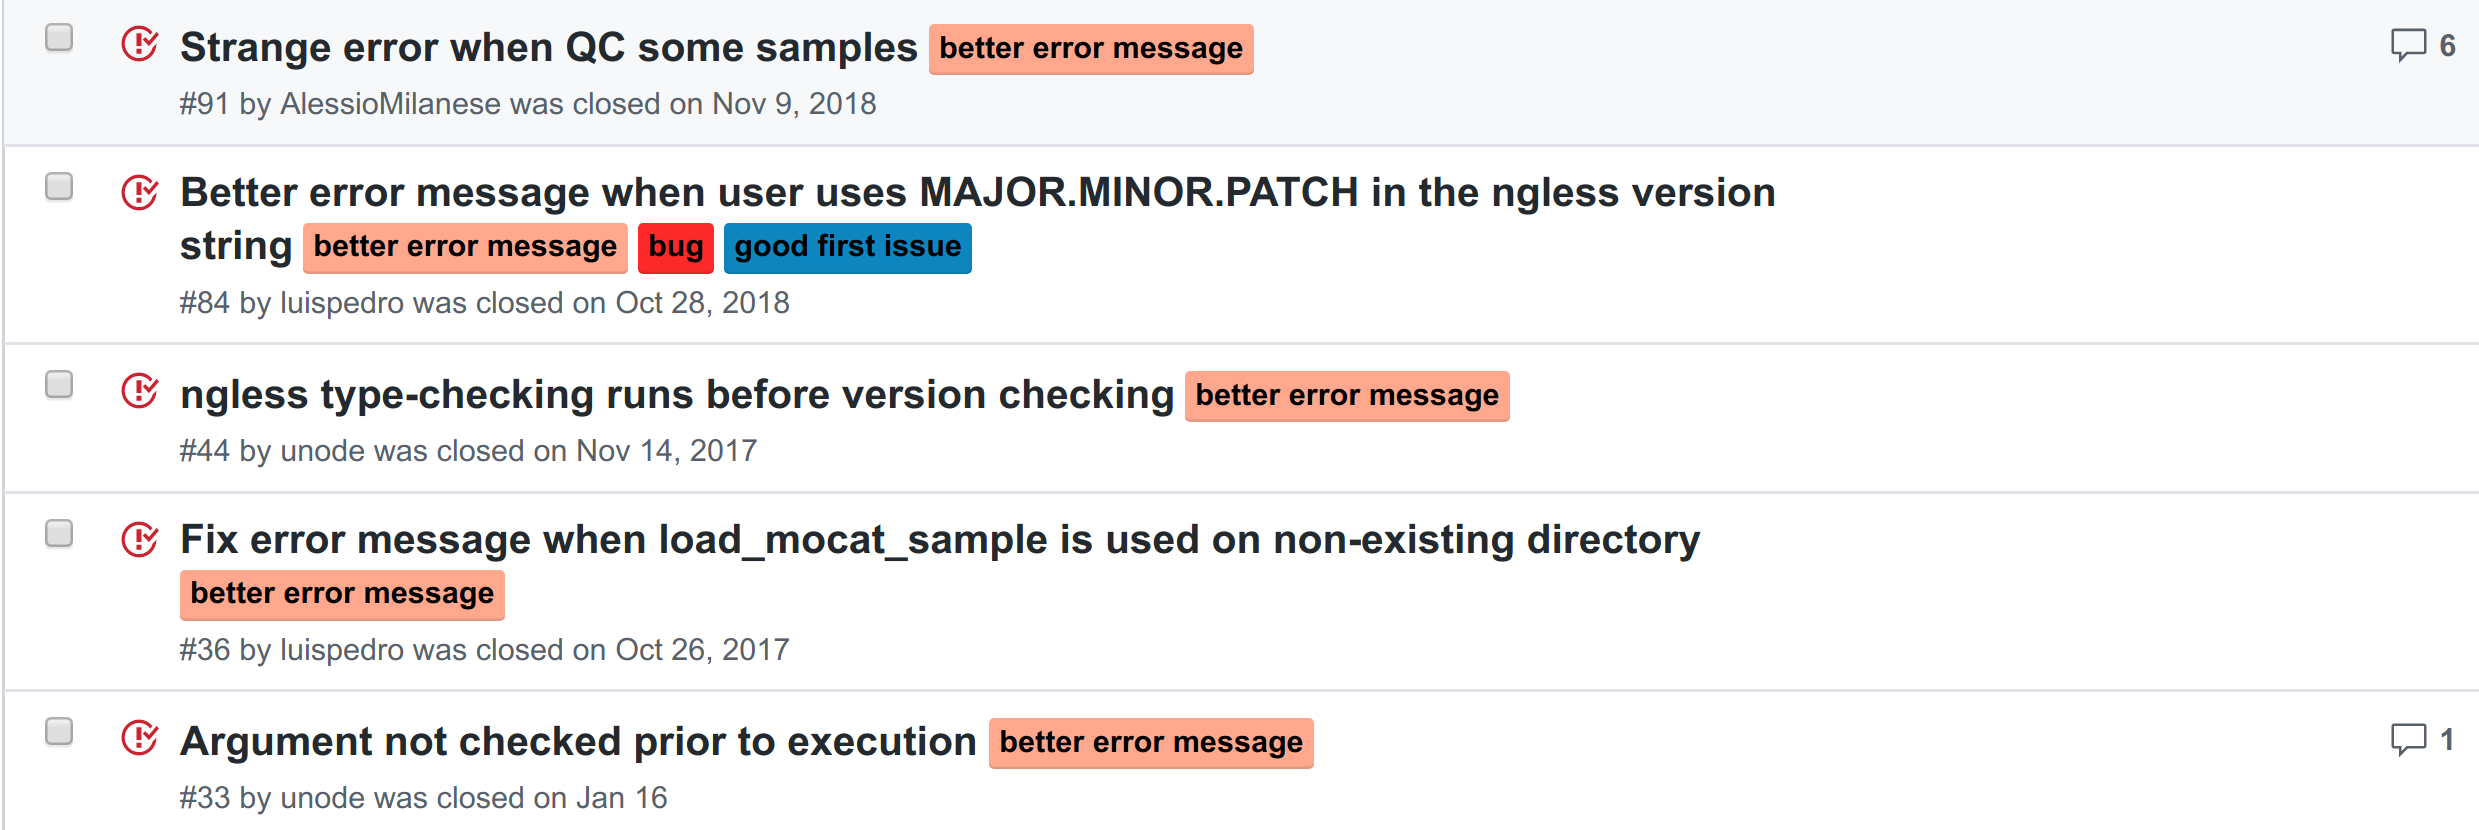 Strange error when QC some samples better error message 6
#91 by AlessioMilanese was closed on Nov 9, 2018
Better error message when user uses MAJOR.MINOR.PATCH in the ngless version
string better error message bug good first issue
#84 by luispedro was closed on Oct 28, 2018
ngless type-checking runs before version checking better error message
#44 by unode was closed on Nov 14, 2017
Fix error message when load_mocat_sample is used on non-existing directory
better error message
#36 by luispedro was closed on Oct 26, 2017
Argument not checked prior to execution better error message 1
#33 by unode was closed on Jan 16